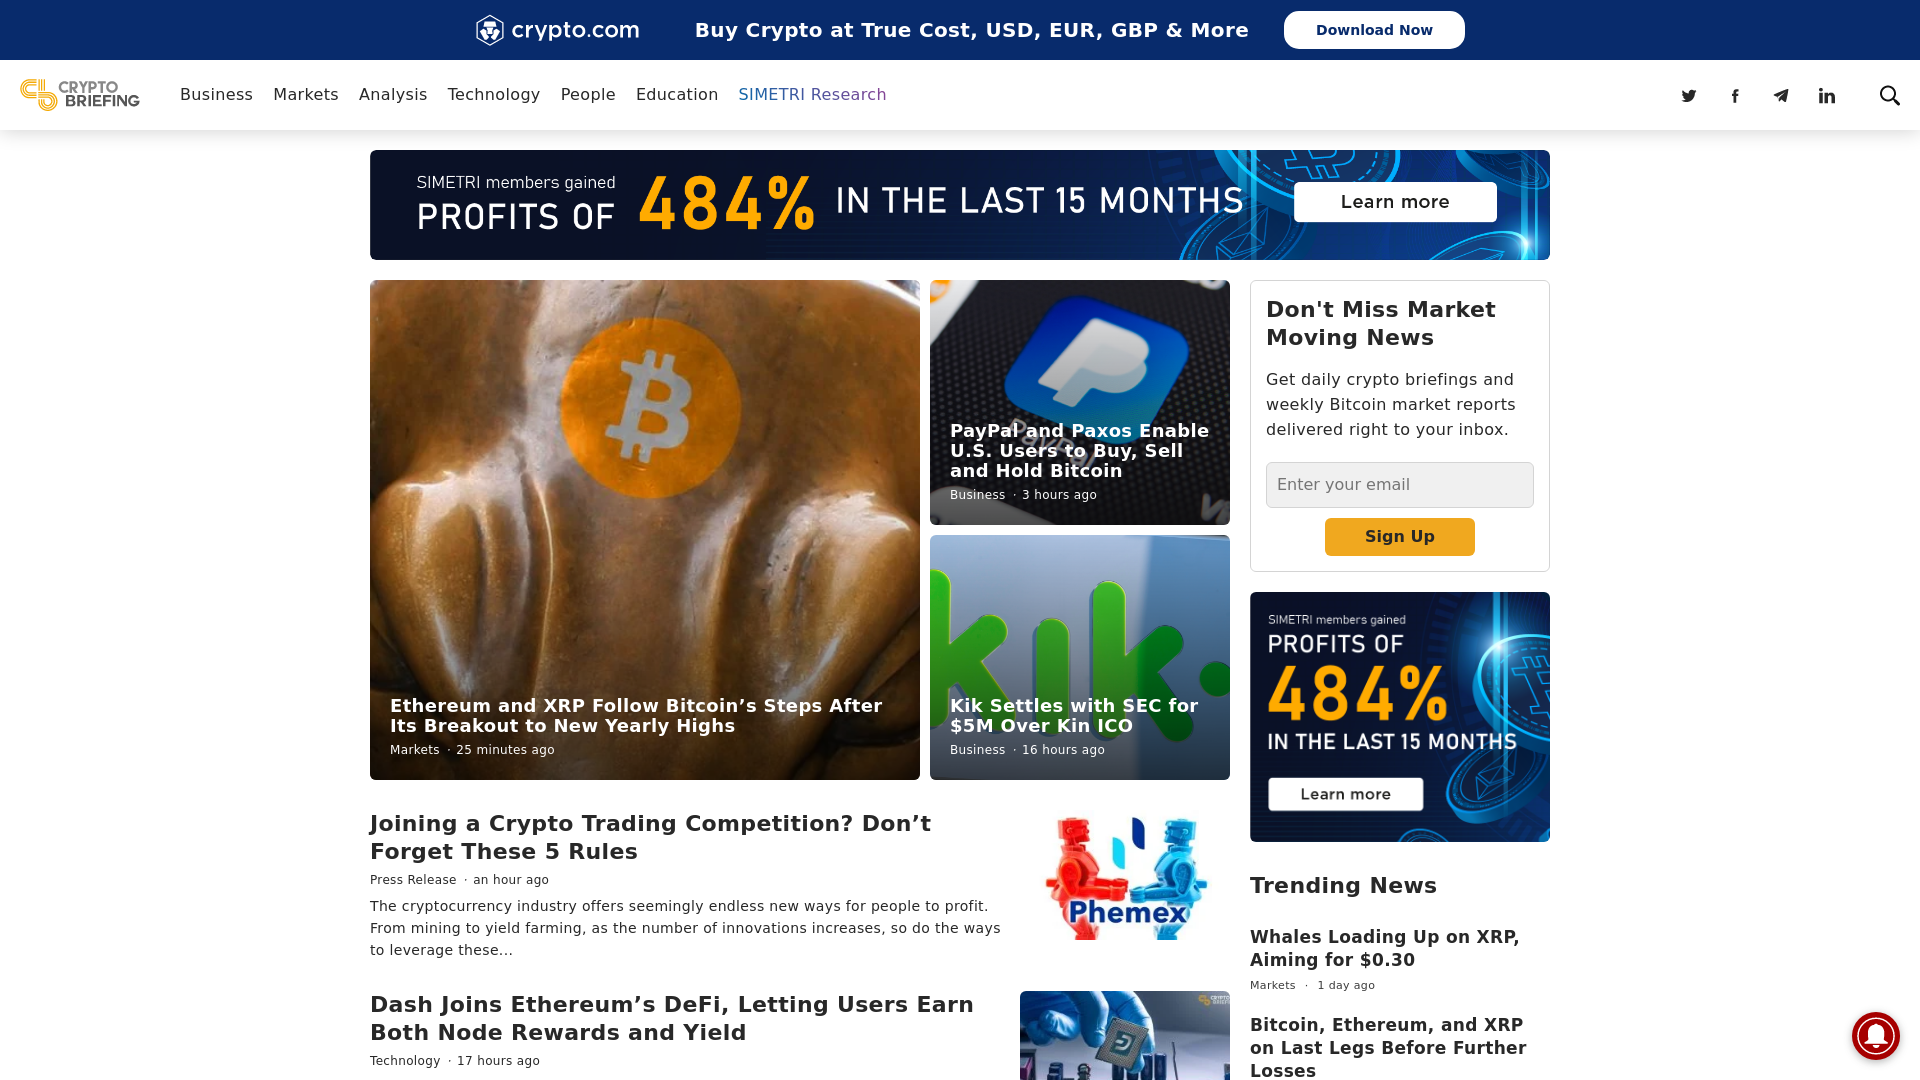 crypto.com
Buy Crypto at True Cost, USD, EUR, GBP & More
Download Now
CRYPTO
BRIEFING
Business
Markets
Analysis
Technology
People
Education
SIMETRI Research
SIMETRI members gained
PROFITS OF
484%
IN THE LAST 15 MONTHS
Learn more
Ethereum and XRP Follow Bitcoin’s Steps After
Its Breakout to New Yearly Highs
Markets · 25 minutes ago
PayPal
PayPal and Paxos Enable
U.S. Users to Buy, Sell
and Hold Bitcoin
Business · 3 hours ago
kik.
Kik Settles with SEC for
$5M Over Kin ICO
Business · 16 hours ago
Don't Miss Market
Moving News
Get daily crypto briefings and
weekly Bitcoin market reports
delivered right to your inbox.
Enter your email
Sign Up
SIMETRI members gained
PROFITS OF
484%
IN THE LAST 15 MONTHS
Learn more
Joining a Crypto Trading Competition? Don’t
Forget These 5 Rules
Press Release · an hour ago
The cryptocurrency industry offers seemingly endless new ways for people to profit.
From mining to yield farming, as the number of innovations increases, so do the ways
to leverage these...
Phemex
Dash Joins Ethereum’s DeFi, Letting Users Earn
Both Node Rewards and Yield
Technology · 17 hours ago
CRYPTO
BRIEFING
Trending News
Whales Loading Up on XRP,
Aiming for $0.30
Markets · 1 day ago
Bitcoin, Ethereum, and XRP
on Last Legs Before Further
Losses